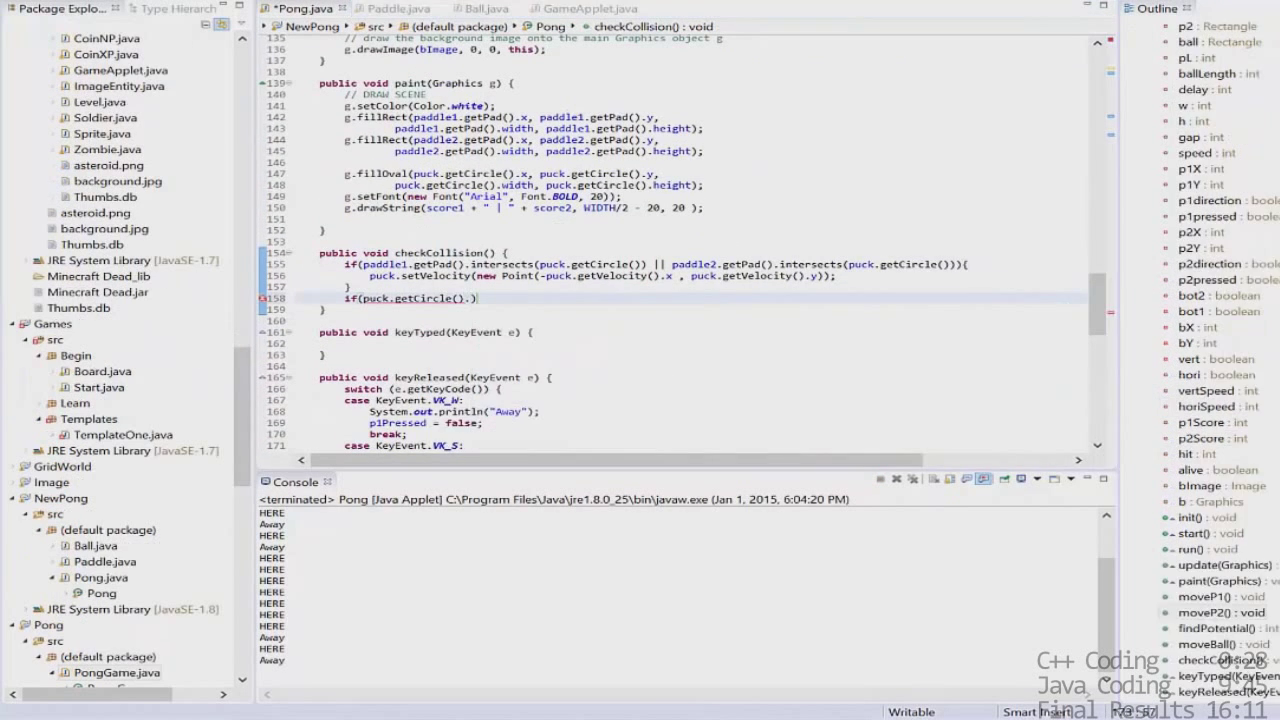 Package Explo...
Type Hierarch
*Pong.java
Paddle.java
Ball.java
GameApplet.java
Outline
NewPong
src
(default package)
Pong
checkCollision() : void
CoinNP.java
CoinXP.java
GameApplet.java
ImageEntity.java
Level.java
Soldier.java
Sprite.java
Zombie.java
asteroid.png
background.jpg
Thumbs.db
asteroid.png
background.jpg
Thumbs.db
JRE System Library [JavaSE-1.7]
Minecraft Dead_lib
Minecraft Dead.jar
Thumbs.db
Games
src
Begin
Board.java
Start.java
Learn
Templates
TemplateOne.java
JRE System Library [JavaSE-1.7]
GridWorld
Image
NewPong
src
(default package)
Ball.java
Paddle.java
Pong.java
Pong
JRE System Library [JavaSE-1.8]
Pong
src
(default package)
PongGame.java
135 // draw the background image onto the main Graphics object g
136 g.drawImage(bImage, 0, 0, this);
137 }
138
139 public void paint(Graphics g) {
140 // DRAW SCENE
141 g.setColor(Color.white);
142 g.fillRect(paddle1.getPad().x, paddle1.getPad().y,
143 paddle1.getPad().width, paddle1.getPad().height);
144 g.fillRect(paddle2.getPad().x, paddle2.getPad().y,
145 paddle2.getPad().width, paddle2.getPad().height);
146
147 g.fillOval(puck.getCircle().x, puck.getCircle().y,
148 puck.getCircle().width, puck.getCircle().height);
149 g.setFont(new Font("Arial", Font.BOLD, 20));
150 g.drawString(score1 + " | " + score2, WIDTH/2 - 20, 20 );
151
152 }
153
154 public void checkCollision() {
155 if(paddle1.getPad().intersects(puck.getCircle()) || paddle2.getPad().intersects(puck.getCircle())){
156 puck.setVelocity(new Point(-puck.getVelocity().x , puck.getVelocity().y));
157 }
158 if(puck.getCircle().)
159 }
160
161 public void keyTyped(KeyEvent e) {
162
163 }
164
165 public void keyReleased(KeyEvent e) {
166 switch (e.getKeyCode()) {
167 case KeyEvent.VK_W:
168 System.out.println("Away");
169 p1Pressed = false;
170 break;
171 case KeyEvent.VK_S:
Console
<terminated> Pong [Java Applet] C:\Program Files\Java\jre1.8.0_25\bin\javaw.exe (Jan 1, 2015, 6:04:20 PM)
HERE
Away
HERE
Away
HERE
HERE
HERE
HERE
HERE
HERE
HERE
Away
HERE
Away
p2 : Rectangle
ball : Rectangle
pL : int
ballLength : int
delay : int
w : int
h : int
gap : int
speed : int
p1X : int
p1Y : int
p1direction : boolean
p1pressed : boolean
p2X : int
p2Y : int
p2direction : boolean
p2pressed : boolean
bot2 : boolean
bot1 : boolean
bX : int
bY : int
vert : boolean
hori : boolean
vertSpeed : int
horiSpeed : int
p1Score : int
p2Score : int
hit : int
alive : boolean
bImage : Image
b : Graphics
init() : void
start() : void
run() : void
update(Graphics)
paint(Graphics) :
moveP1() : void
moveP2() : void
findPotential() : int
moveBall() : void
checkCollision()
keyTyped(KeyEvent
keyReleased(KeyE
C++ Coding 0:28
Java Coding 9:45
Final Results 16:11
Writable
Smart Insert